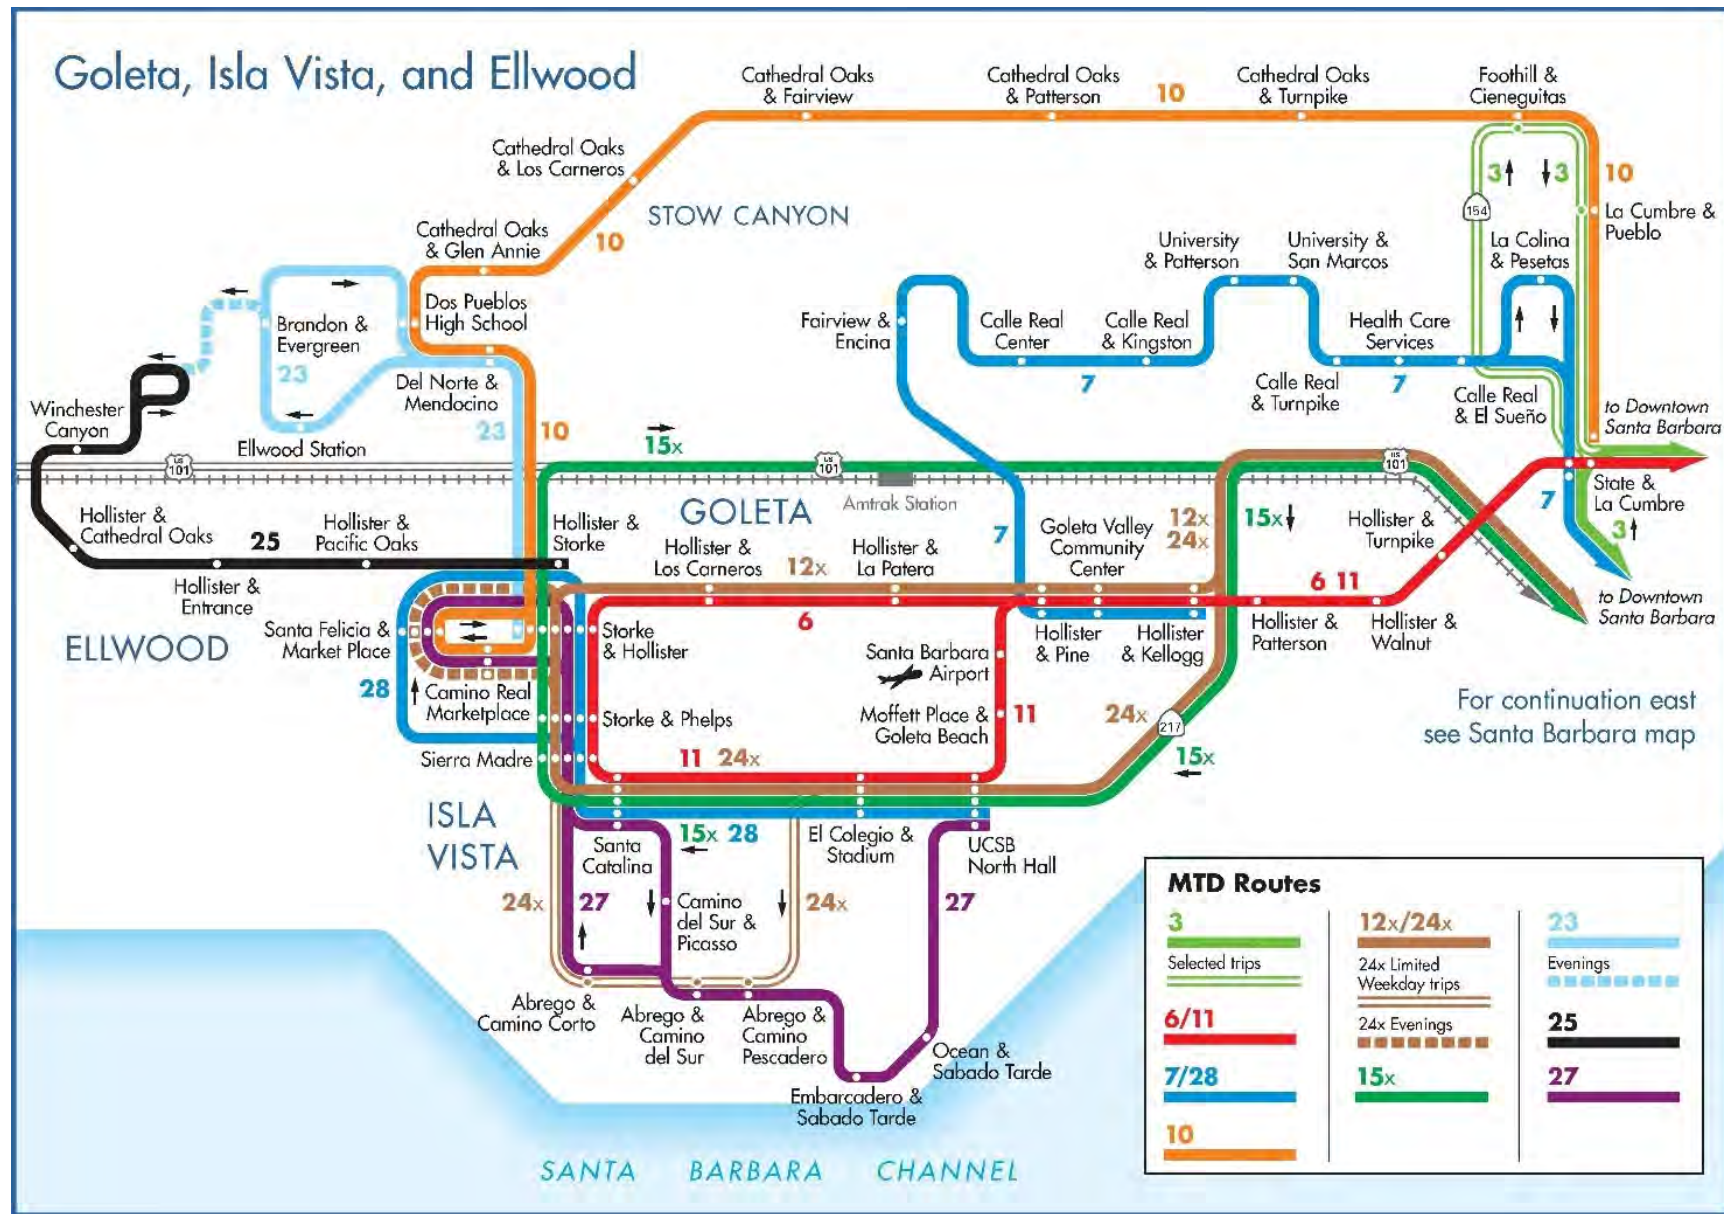 Goleta, Isla Vista, and Ellwood
Cathedral Oaks
& Fairview
Cathedral Oaks
& Patterson
10
Cathedral Oaks
& Turnpike
Foothill &
Cieneguitas
Cathedral Oaks
& Los Carneros
3
3
10
STOW CANYON
154
La Cumbre &
Pueblo
Cathedral Oaks
& Glen Annie
10
University
& Patterson
University &
San Marcos
La Colina
& Pesetas
Dos Pueblos
High School
Brandon &
Evergreen
23
Fairview &
Encina
Calle Real
Center
Calle Real
& Kingston
Health Care
Services
7
7
Del Norte &
Mendocino
Calle Real
& Turnpike
Calle Real
& El Sueño
Winchester
Canyon
to Downtown
Santa Barbara
23
10
15x
Ellwood Station
US
101
US
101
US
101
Amtrak Station
GOLETA
State &
La Cumbre
7
3
Hollister &
Cathedral Oaks
25
Hollister &
Pacific Oaks
Hollister &
Storke
Hollister &
Los Carneros
12x
Hollister &
La Patera
7
Goleta Valley
Community
Center
12x
24x
15x
Hollister &
Turnpike
Hollister &
Entrance
6
6 11
to Downtown
Santa Barbara
ELLWOOD
Santa Felicia &
Market Place
Storke
& Hollister
Santa Barbara
Airport
Hollister
& Pine
Hollister
& Kellogg
Hollister &
Patterson
Hollister &
Walnut
28
Camino Real
Marketplace
Storke & Phelps
Moffett Place &
Goleta Beach
11
24x
217
15x
For continuation east
see Santa Barbara map
Sierra Madre
11 24x
ISLA
VISTA
Santa
Catalina
15x 28
El Colegio &
Stadium
UCSB
North Hall
24x
27
Camino
del Sur &
Picasso
24x
27
Abrego &
Camino Corto
Abrego &
Camino
del Sur
Abrego &
Camino
Pescadero
Ocean &
Sabado Tarde
Embarcadero &
Sabado Tarde
SANTA BARBARA CHANNEL
MTD Routes
3
Selected trips
6/11
7/28
10
12x/24x
24x Limited
Weekday trips
24x Evenings
15x
23
Evenings
25
27